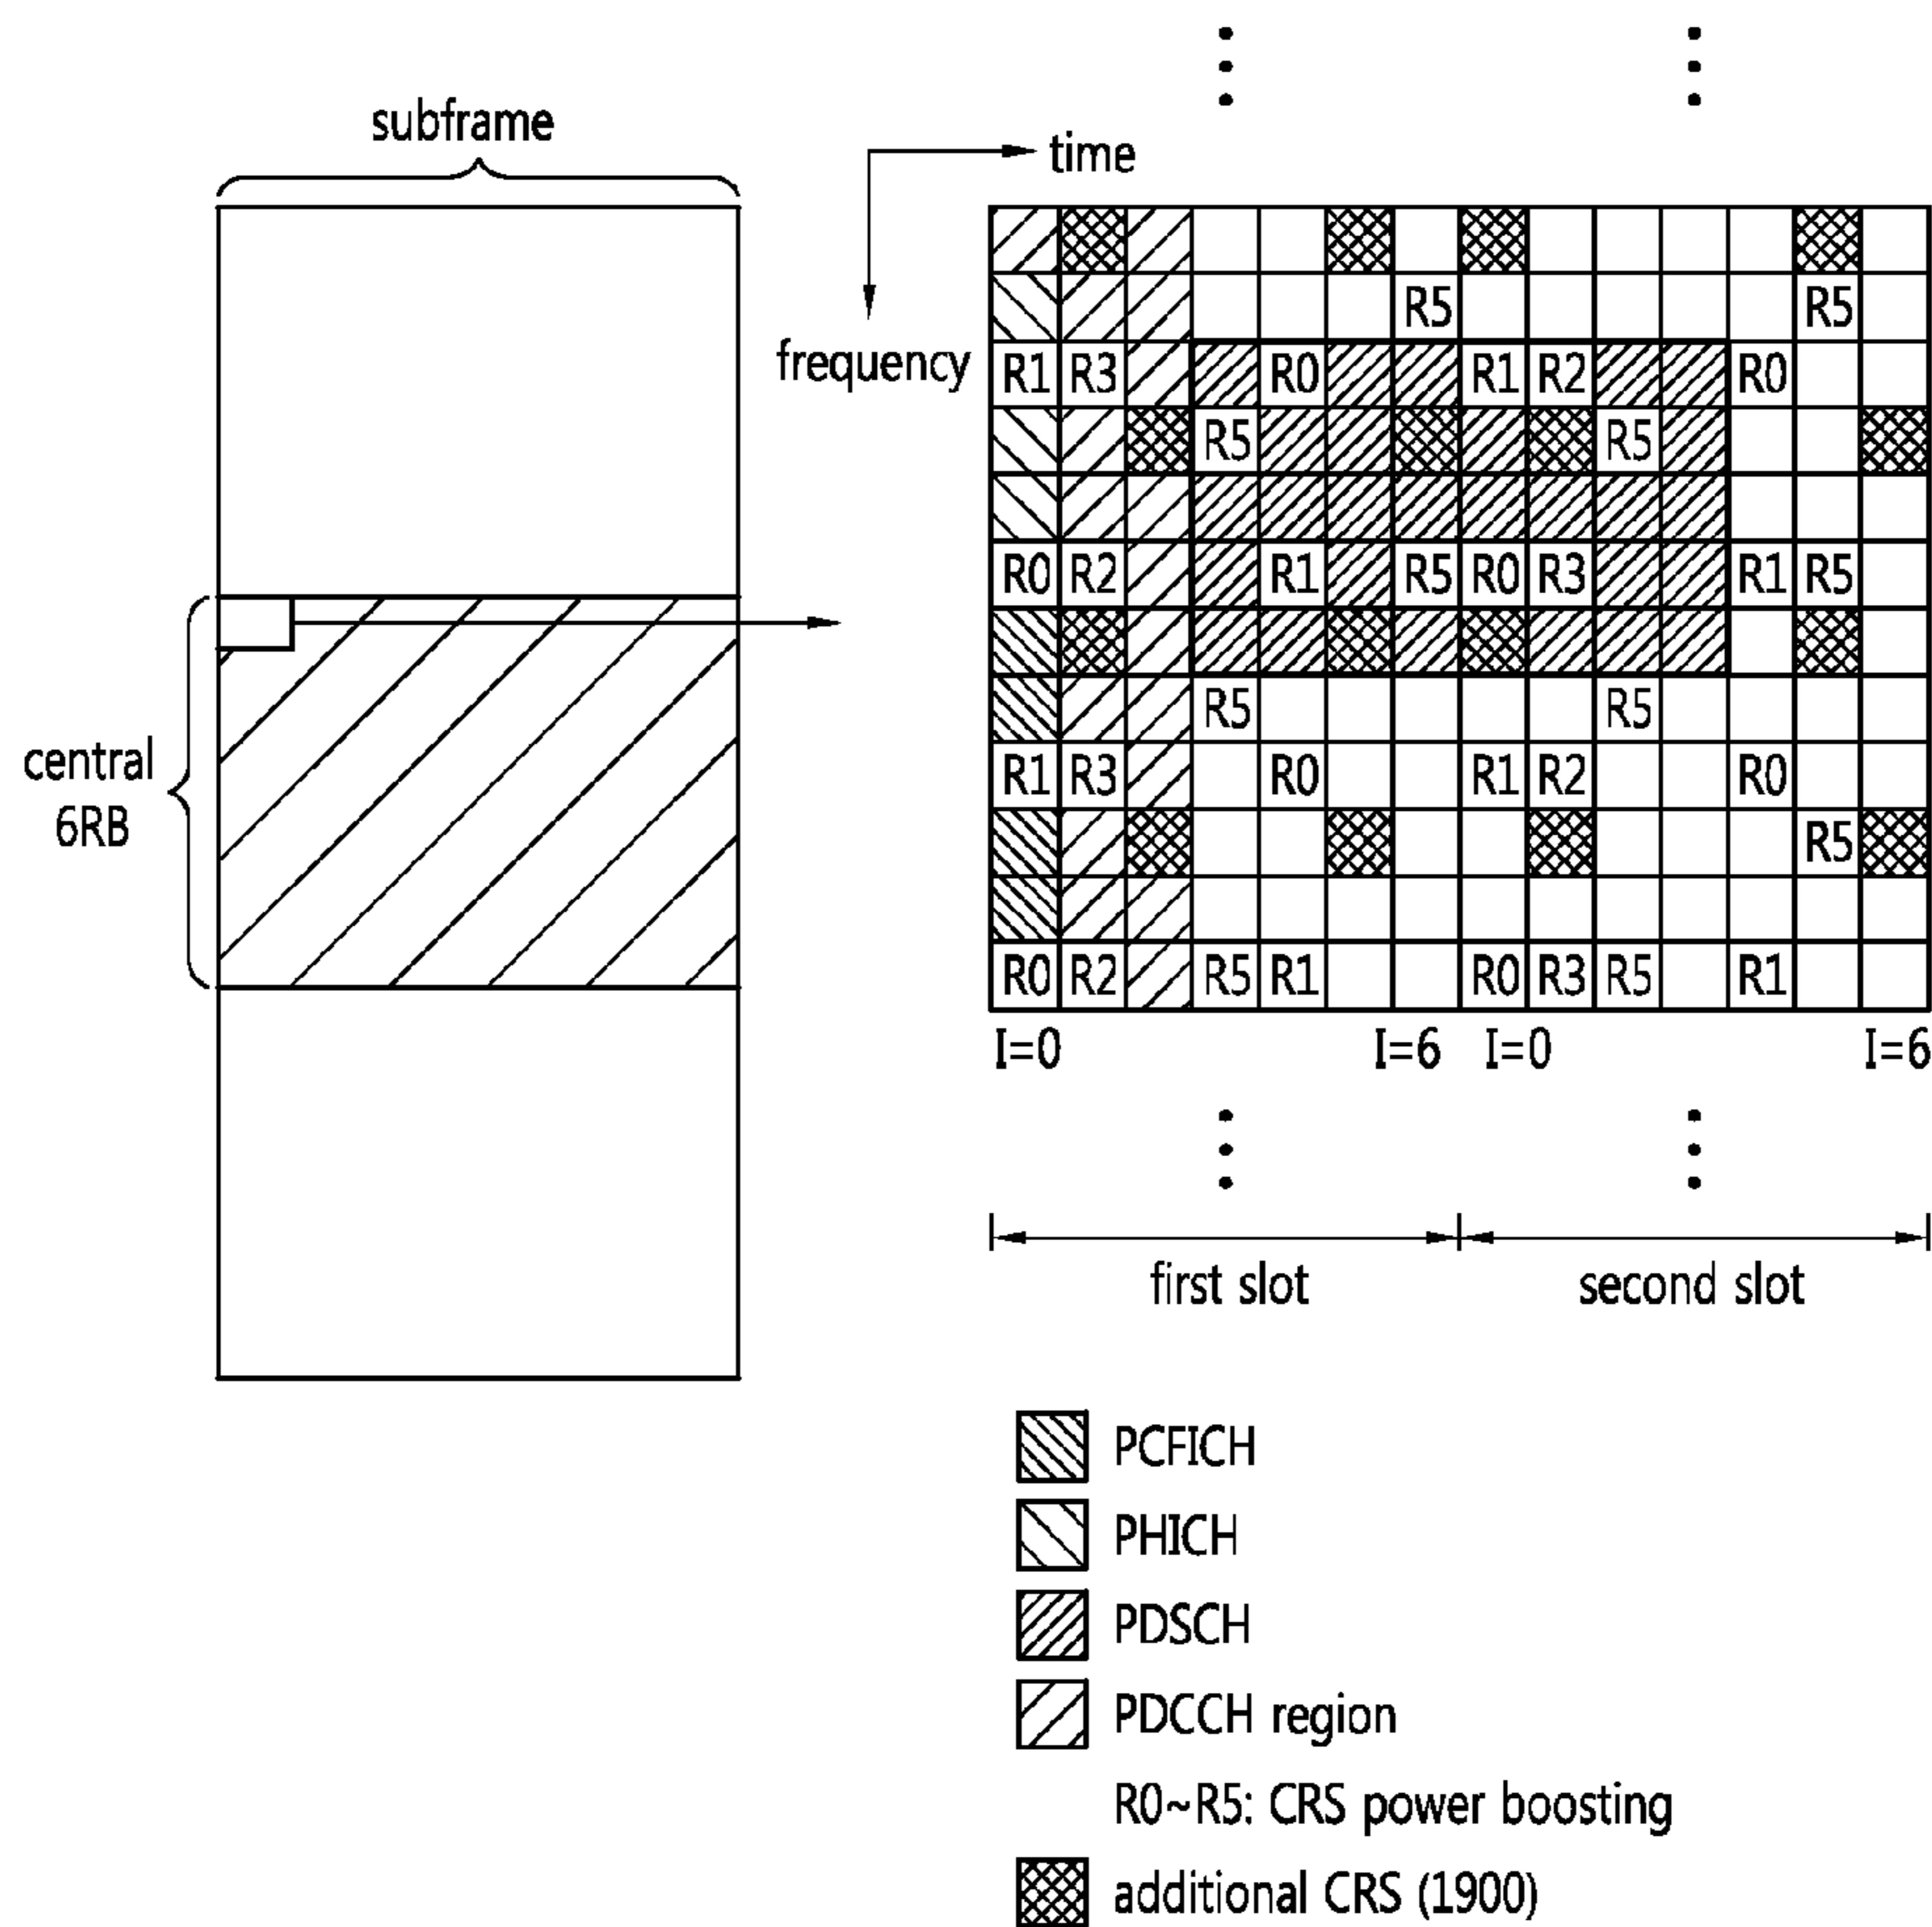 subframe
time
frequency
R5 R5
R1 R3 R0 R1 R2 R0
R5 R5
R0 R2 R1 R5 R0 R3 R1 R5
R5 R5
central
6RB
R1 R3 R0 R1 R2 R0
R5
R0 R2 R5 R1 R0 R3 R5 R1
I=0 I=6 I=0 I=6
first slot second slot
PCFICH
PHICH
PDSCH
PDCCH region
R0~R5: CRS power boosting
additional CRS (1900)